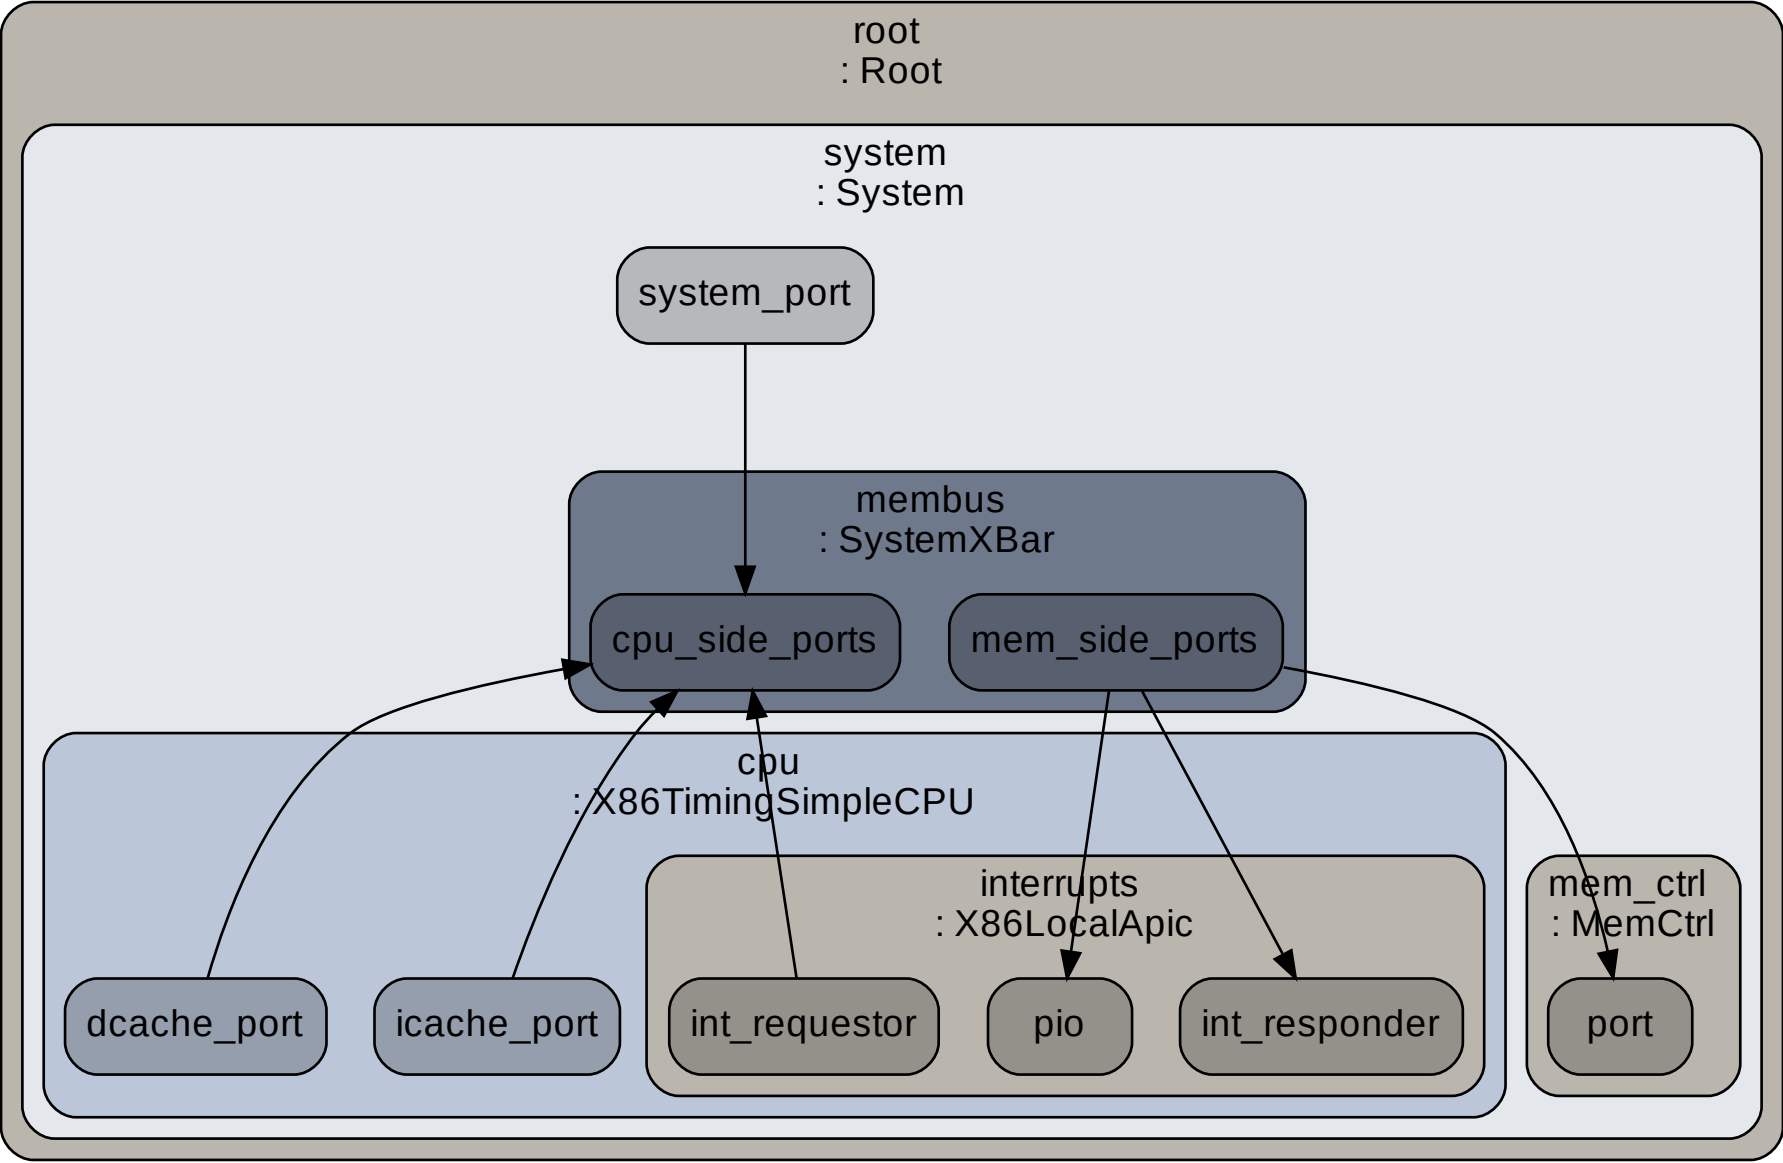 root
: Root
system
: System
system_port
membus
: SystemXBar
cpu_side_ports
mem_side_ports
cpu
: X86TimingSimpleCPU
interrupts
: X86LocalApic
mem_ctrl
: MemCtrl
dcache_port
icache_port
int_requestor
pio
int_responder
port